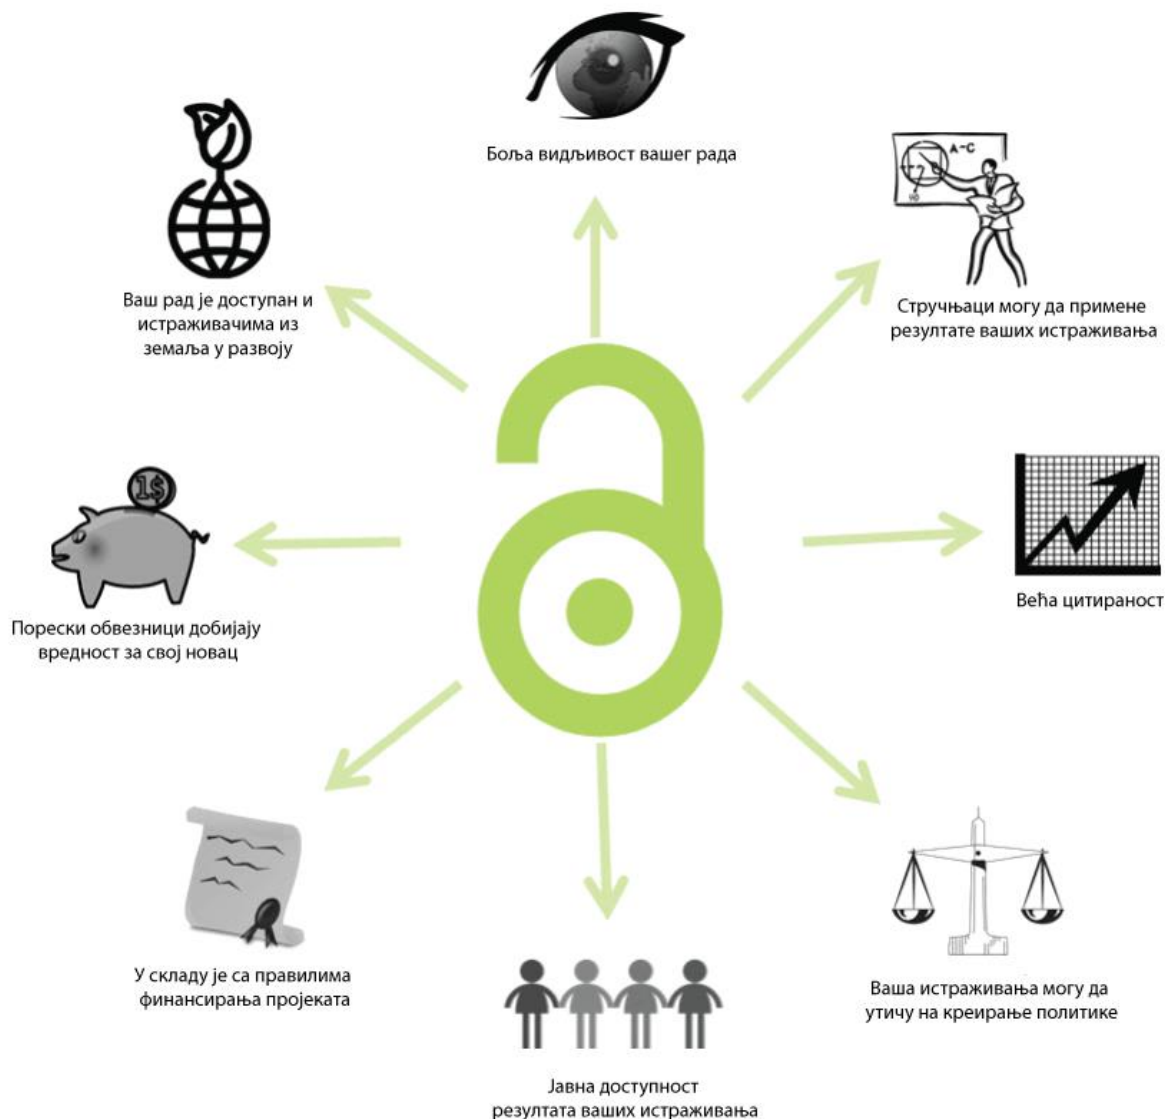 Боља видљивост вашег рада
A-C
Стручњаци могу да примене
резултате ваших истраживања
Ваш рад је доступан и
истраживачима из
земаља у развоју
1$
Порески обвезници добијају
вредност за свој новац
Већа цитираност
У складу је са правилима
финансирања пројеката
Ваша истраживања могу да
утичу на креирање политике
Јавна доступност
резултата ваших истраживања